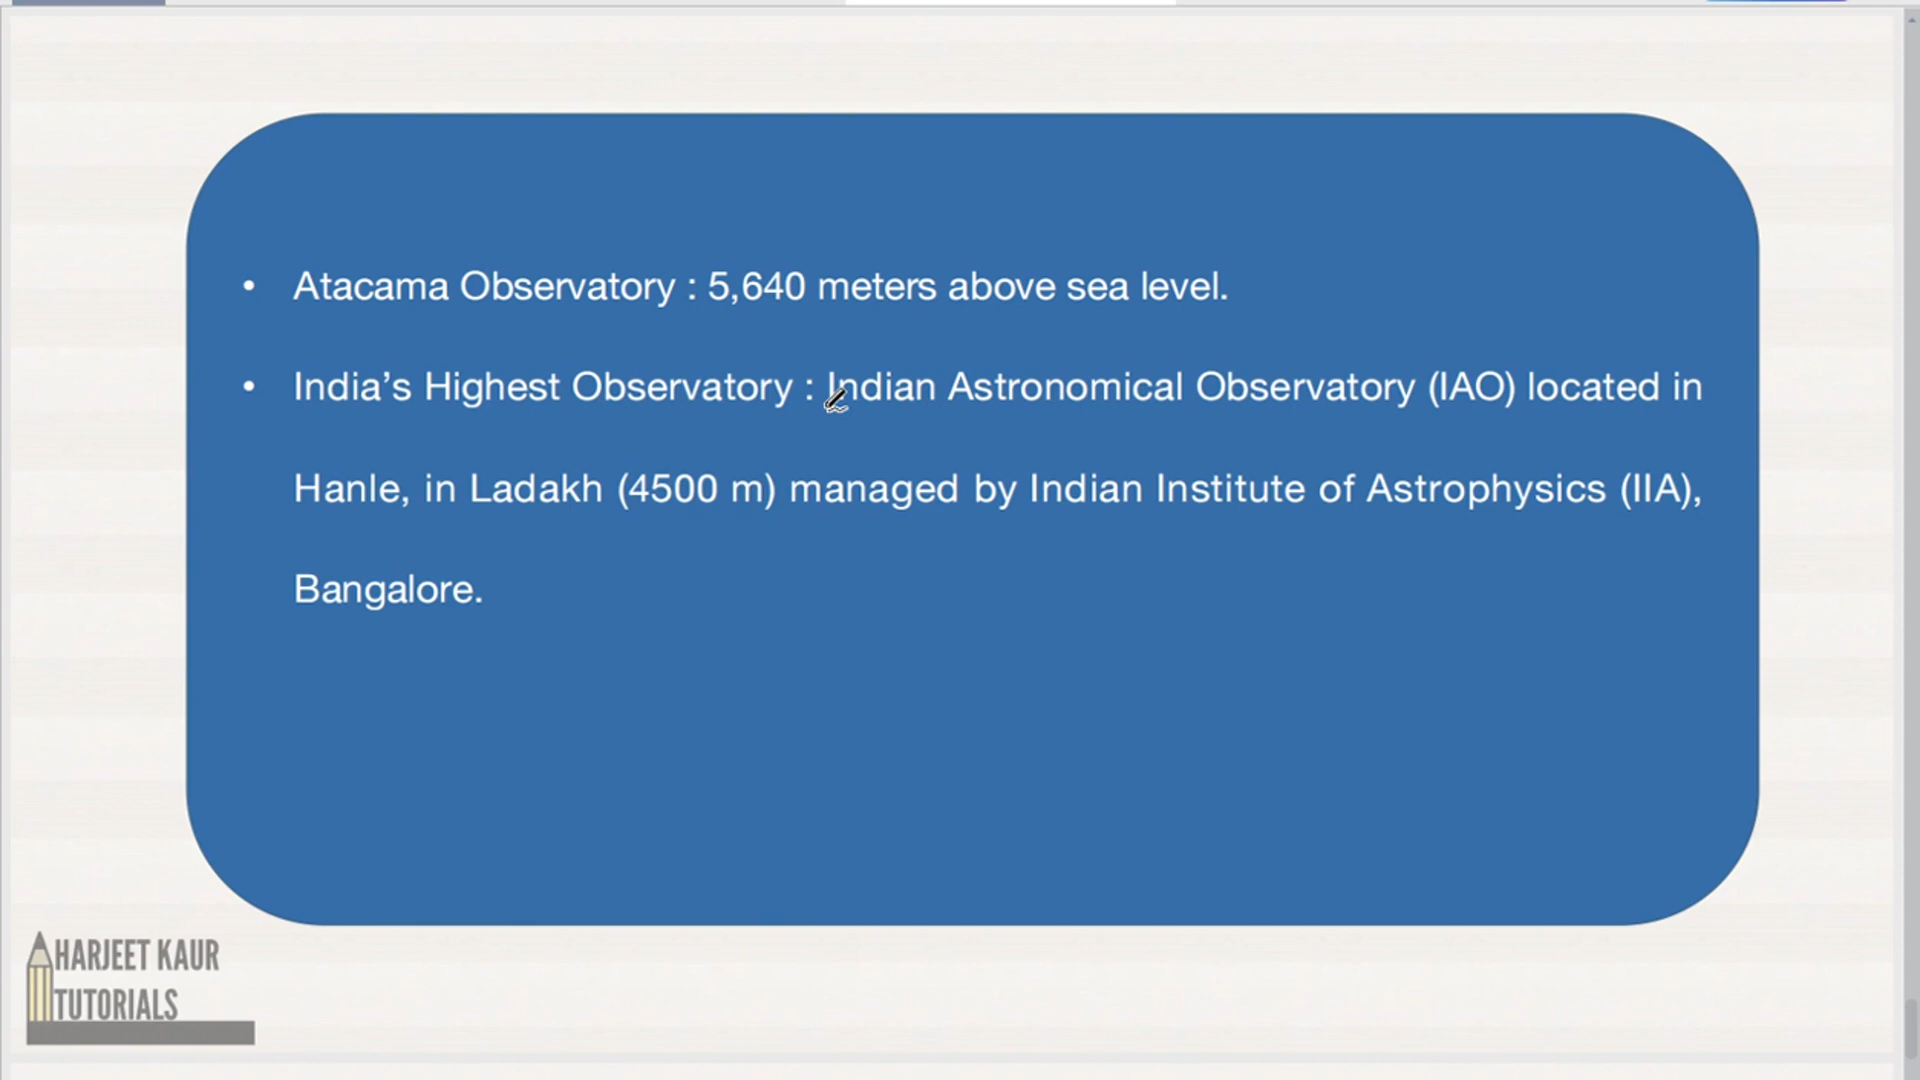 • Atacama Observatory : 5,640 meters above sea level.
• India’s Highest Observatory : Indian Astronomical Observatory (IAO) located in
Hanle, in Ladakh (4500 m) managed by Indian Institute of Astrophysics (IIA),
Bangalore.
HARJEET KAUR
TUTORIALS